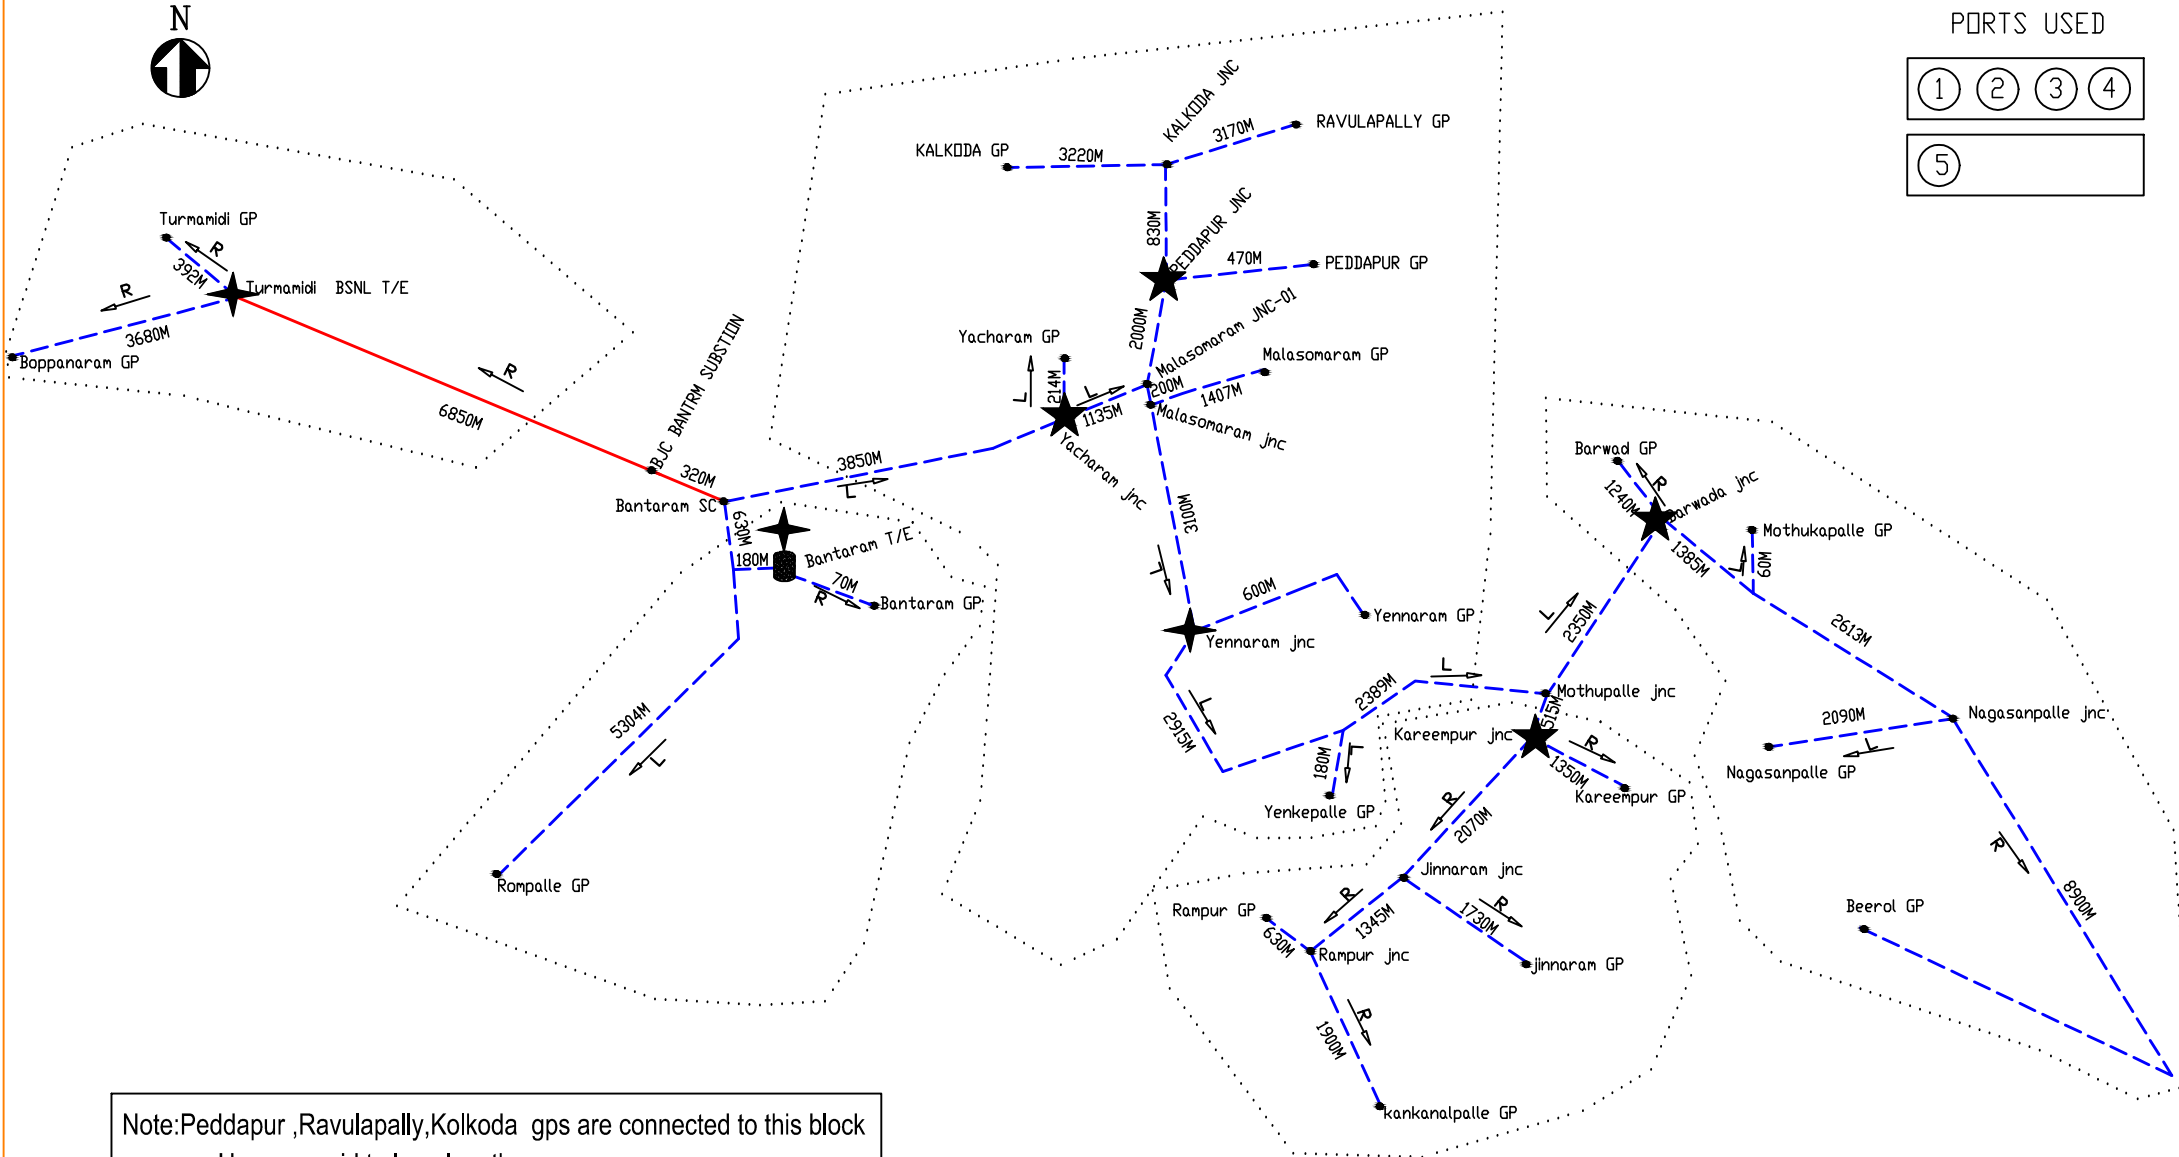 N
PORTS USED
1 2 3 4
5
KALKODA JNC
3170M
RAVULAPALLY GP
KALKODA GP
3220M
830M
PEDDAPUR JNC
470M
PEDDAPUR GP
Turmamidi GP
R
392M
R
Turmamidi BSNL T/E
3680M
Boppanaram GP
R
6850M
BJC BANTRM SUBSTION
320M
Bantaram SC
2000M
Malasomaram JNC-01
Yacharam GP
L
214M
L
1135M
200M
1407M
Malasomaram GP
Malasomaram jnc
Yacharam jnc
3850M
L
630M
180M
Bantaram T/E
70M
R
Bantaram GP
3100M
L
600M
Yennaram GP
Yennaram jnc
Barwad GP
R
1240M
Barwada jnc
Mothukapalle GP
1385M
L
60M
L
2350M
2613M
L
2389M
L
2915M
Mothupalle jnc
515M
Kareempur jnc
R
1350M
Kareempur GP
180M
L
Yenkepalle GP
Nagasanpalle jnc
2090M
L
Nagasanpalle GP
5304M
L
Rompalle GP
R
2070M
Jinnaram jnc
R
8900M
Beerol GP
Rampur GP
630M
R
1345M
R
1730M
Rampur jnc
jinnaram GP
R
1900M
kankanalpalle GP
Note:Peddapur ,Ravulapally,Kolkoda gps are connected to this block